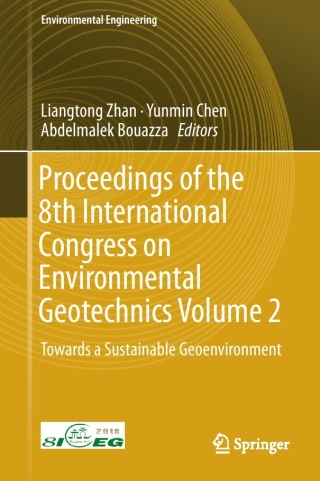 Environmental Engineering
Liangtong Zhan · Yunmin Chen
Abdelmalek Bouazza Editors
Proceedings of the
8th International
Congress on
Environmental
Geotechnics Volume 2
Towards a Sustainable Geoenvironment
2018
8ICEG
Springer